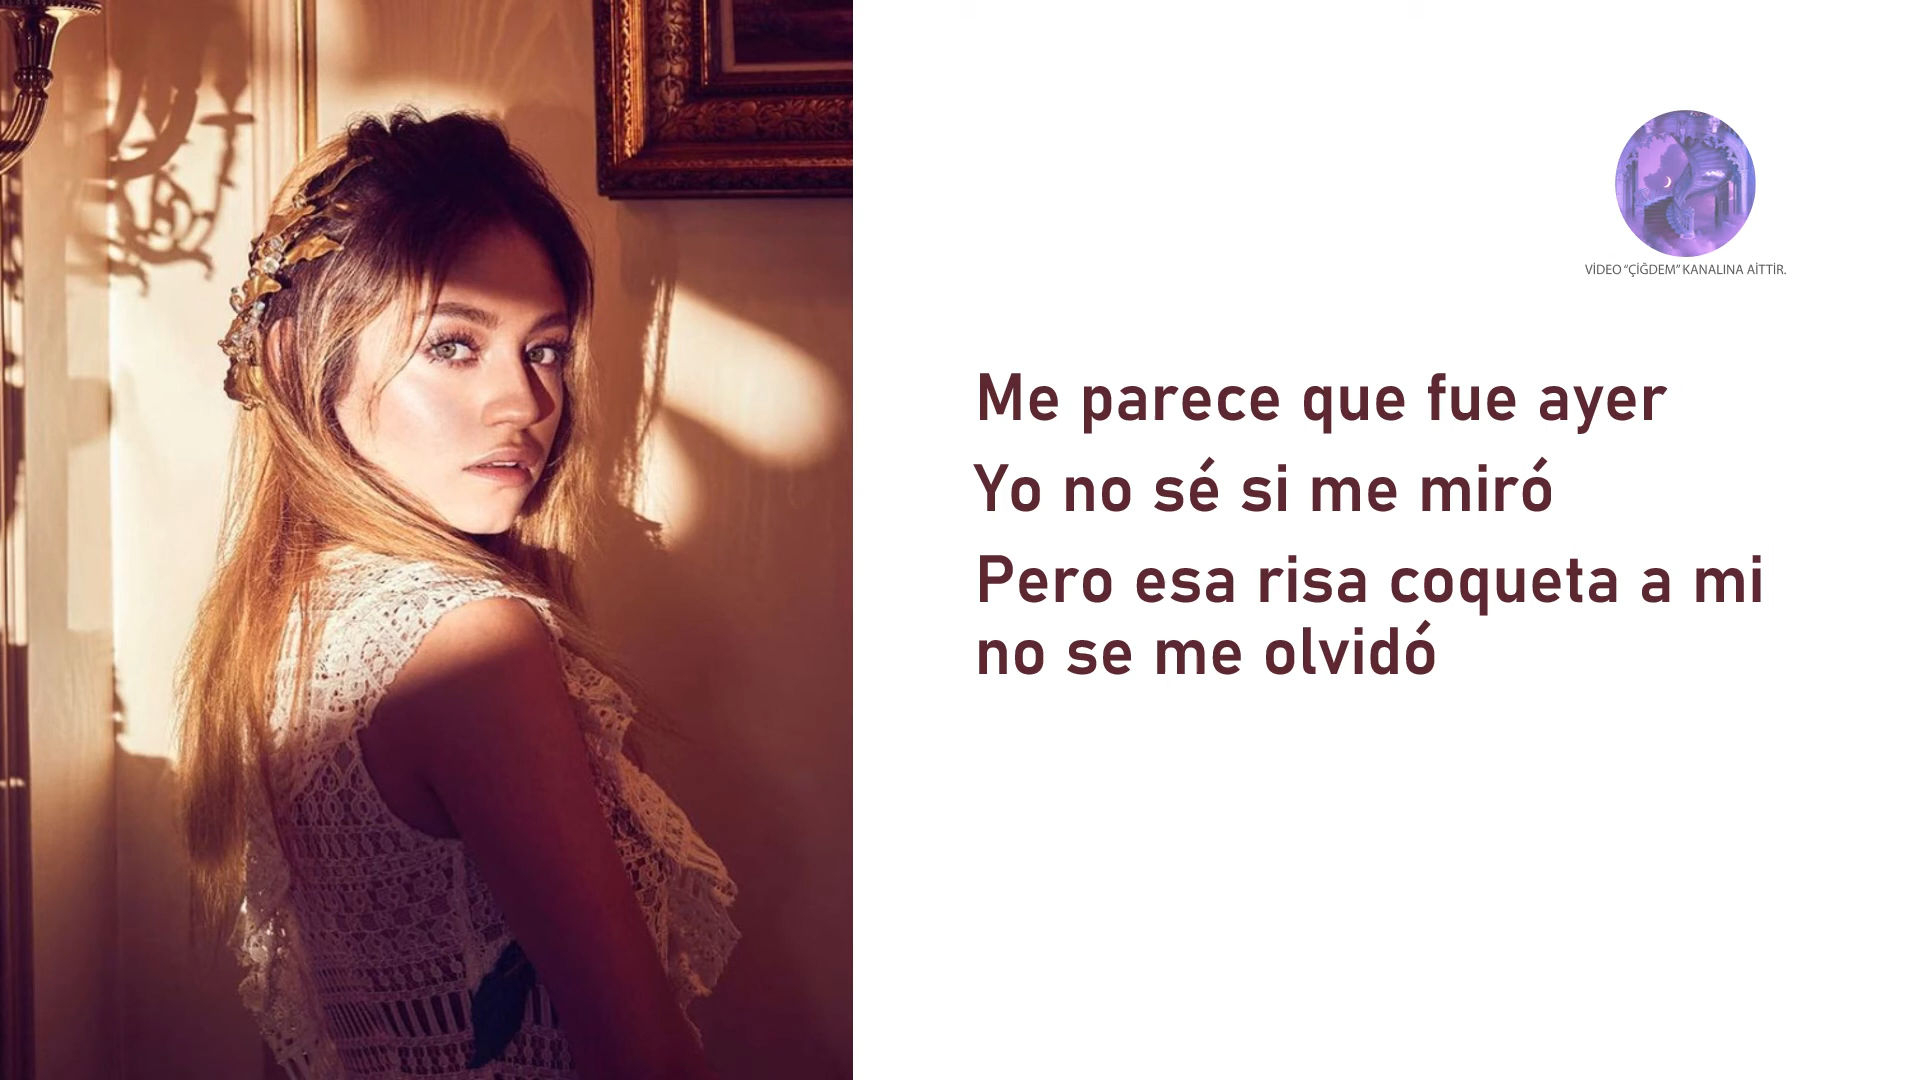 VİDEO “ÇİĞDEM” KANALINA AİTTİR.
Me parece que fue ayer
Yo no sé si me miró
Pero esa risa coqueta a mi
no se me olvidó